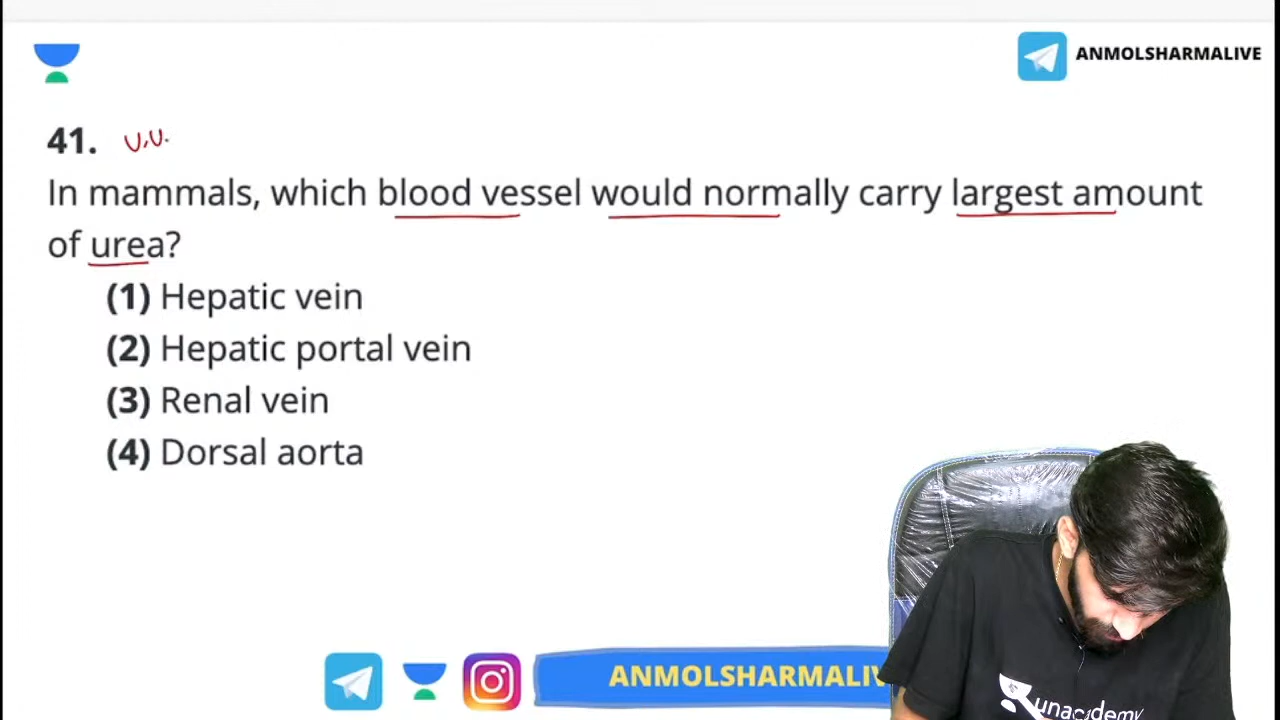 ANMOLSHARMALIVE
41. v.v.
In mammals, which blood vessel would normally carry largest amount
of urea?
(1) Hepatic vein
(2) Hepatic portal vein
(3) Renal vein
(4) Dorsal aorta
ANMOLSHARMALIV
unacademy